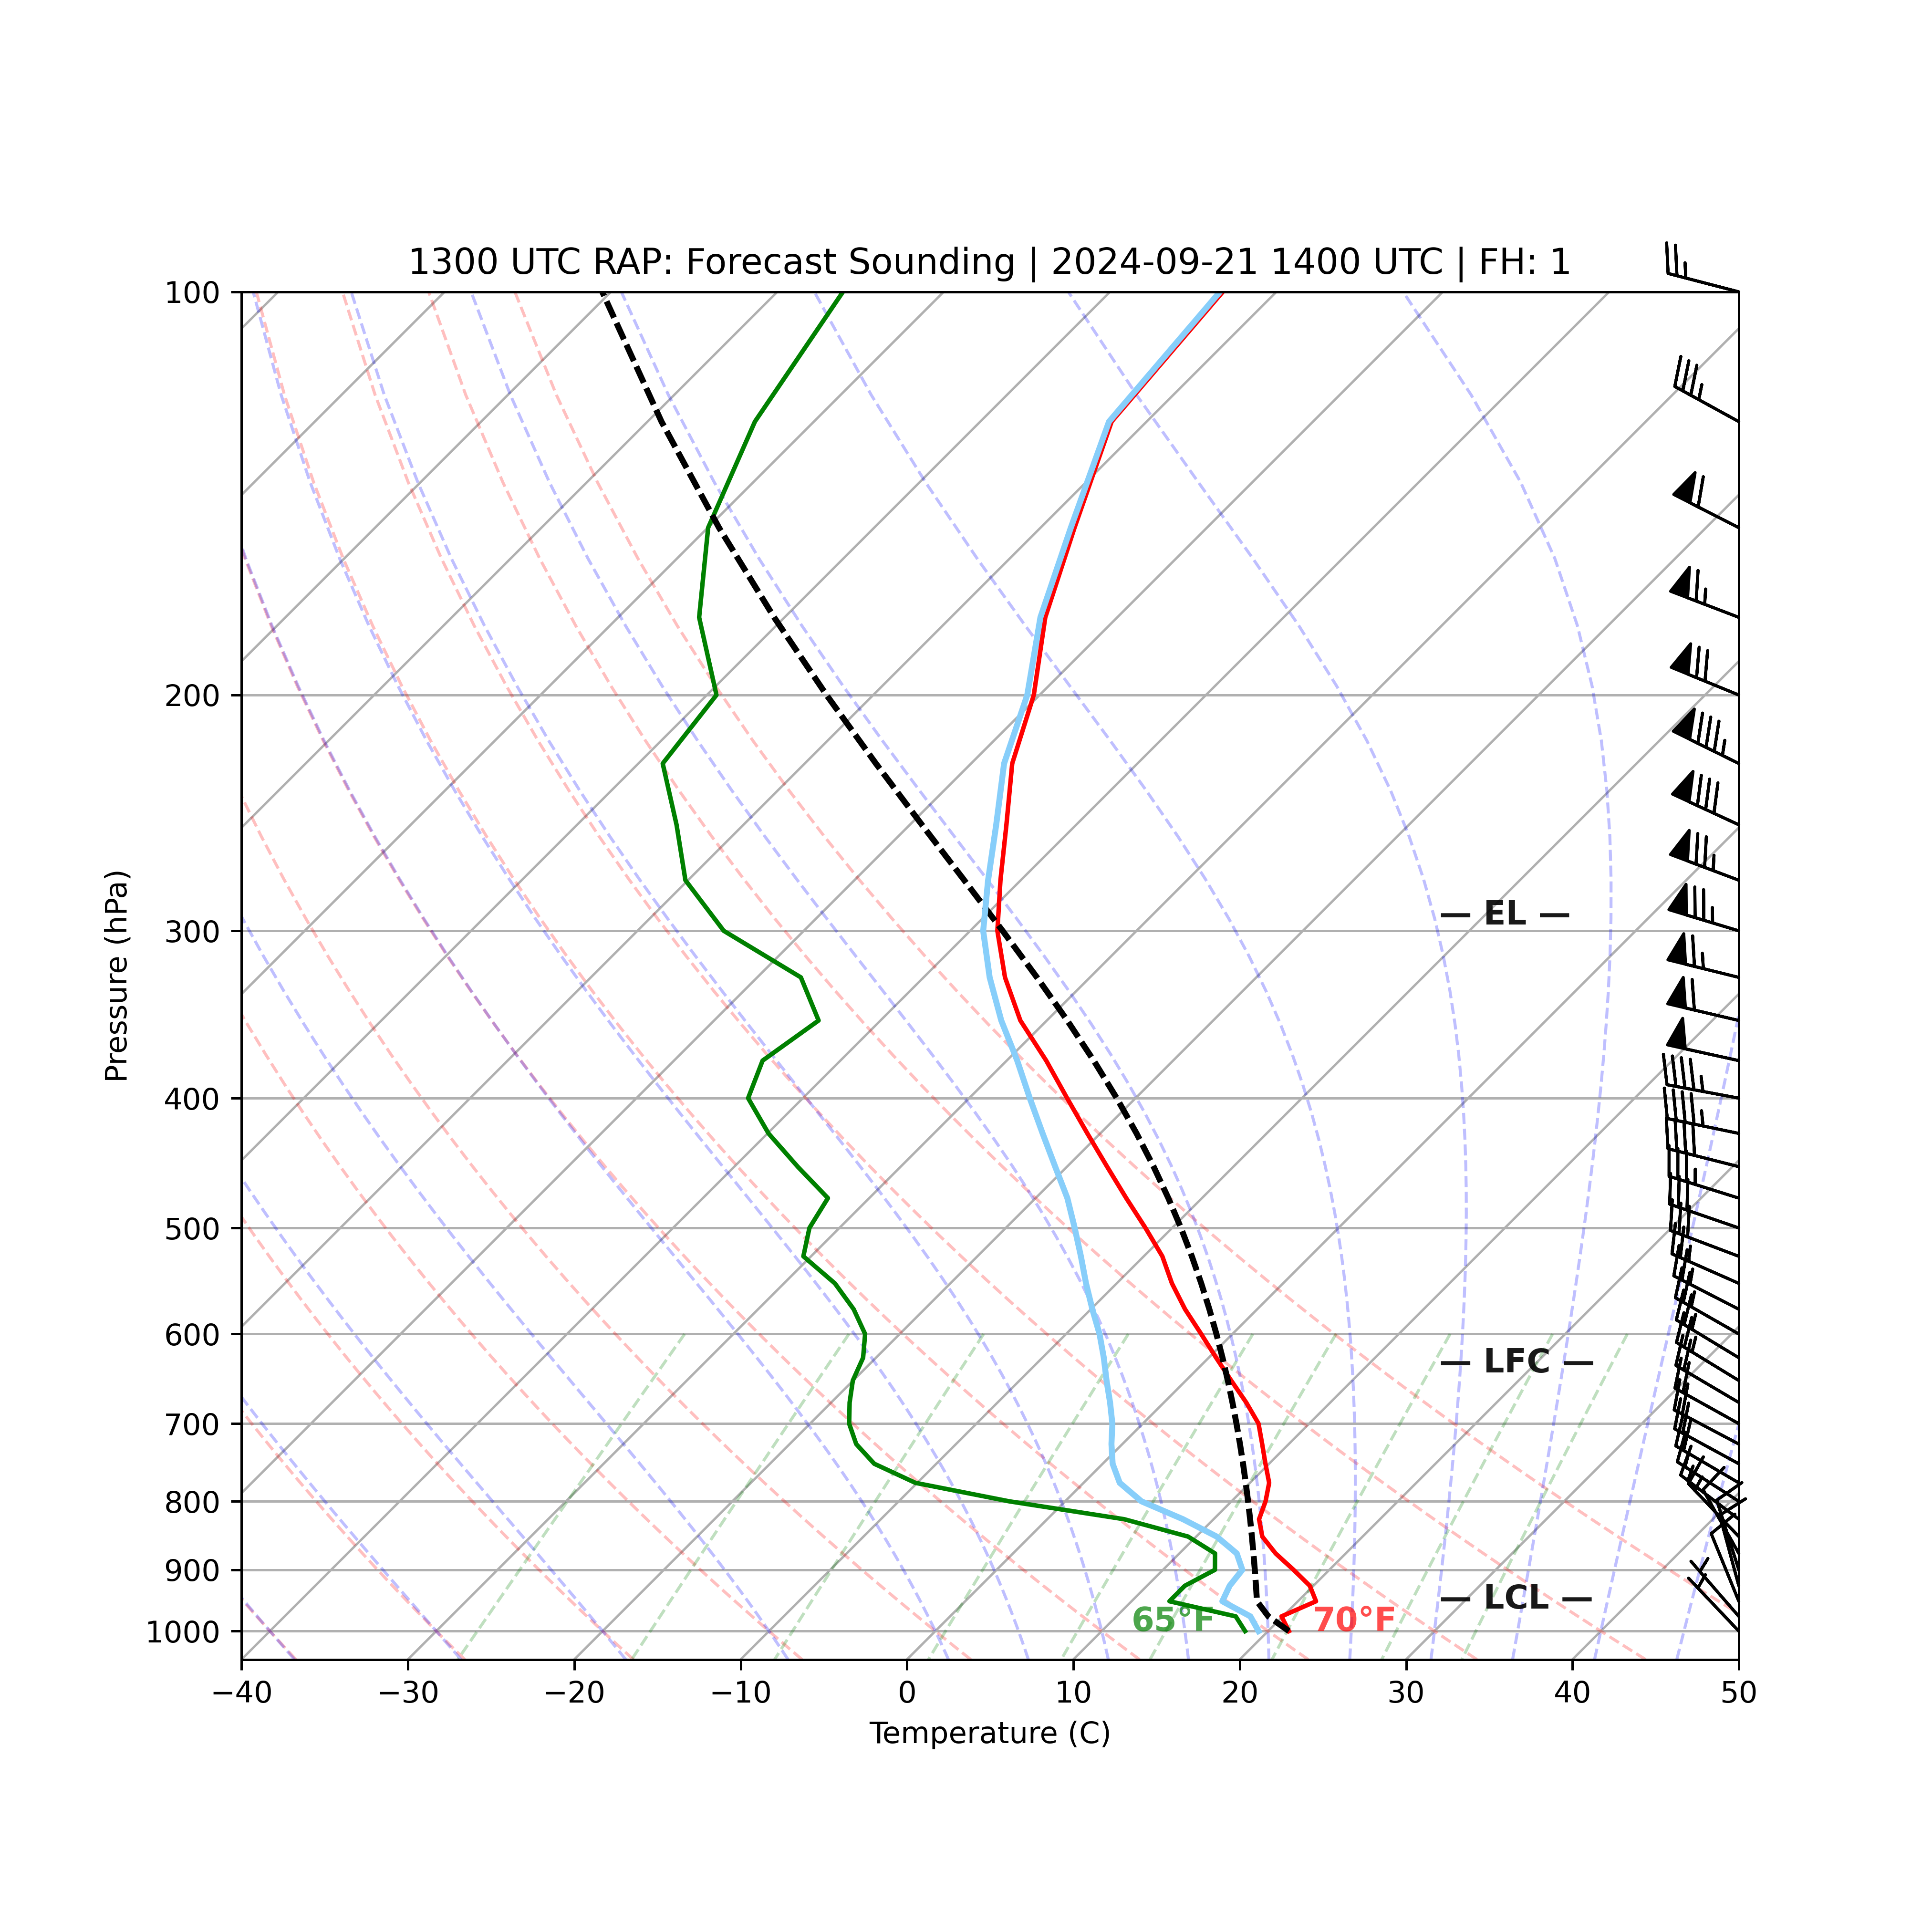 1300 UTC RAP: Forecast Sounding | 2024-09-21 1400 UTC | FH: 1
100
200
300
400
500
600
700
800
900
1000
Pressure (hPa)
— EL —
— LFC —
— LCL —
65°F
70°F
−40 −30 −20 −10 0 10 20 30 40 50
Temperature (C)